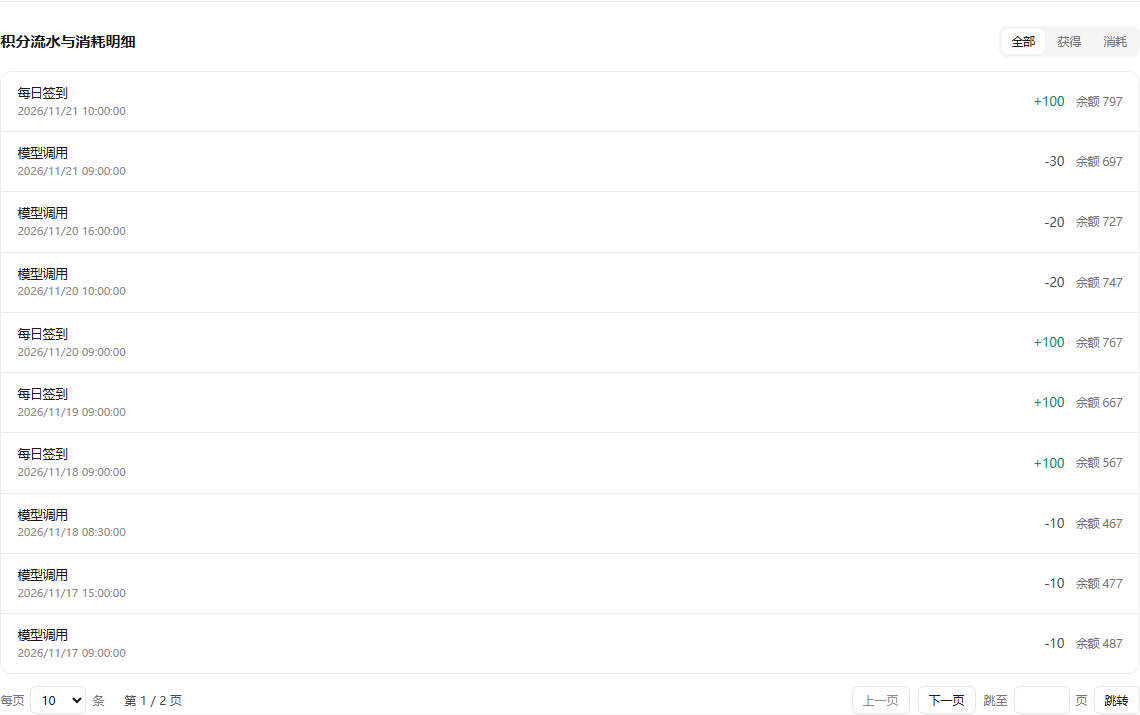 积分流水与消耗明细
全部 获得 消耗
每日签到
2026/11/21 10:00:00
+100 余额 797
模型调用
2026/11/21 09:00:00
-30 余额 697
模型调用
2026/11/20 16:00:00
-20 余额 727
模型调用
2026/11/20 10:00:00
-20 余额 747
每日签到
2026/11/20 09:00:00
+100 余额 767
每日签到
2026/11/19 09:00:00
+100 余额 667
每日签到
2026/11/18 09:00:00
+100 余额 567
模型调用
2026/11/18 08:30:00
-10 余额 467
模型调用
2026/11/17 15:00:00
-10 余额 477
模型调用
2026/11/17 09:00:00
-10 余额 487
每页 10 条 第 1 / 2 页 上一页 下一页 跳至 页 跳转